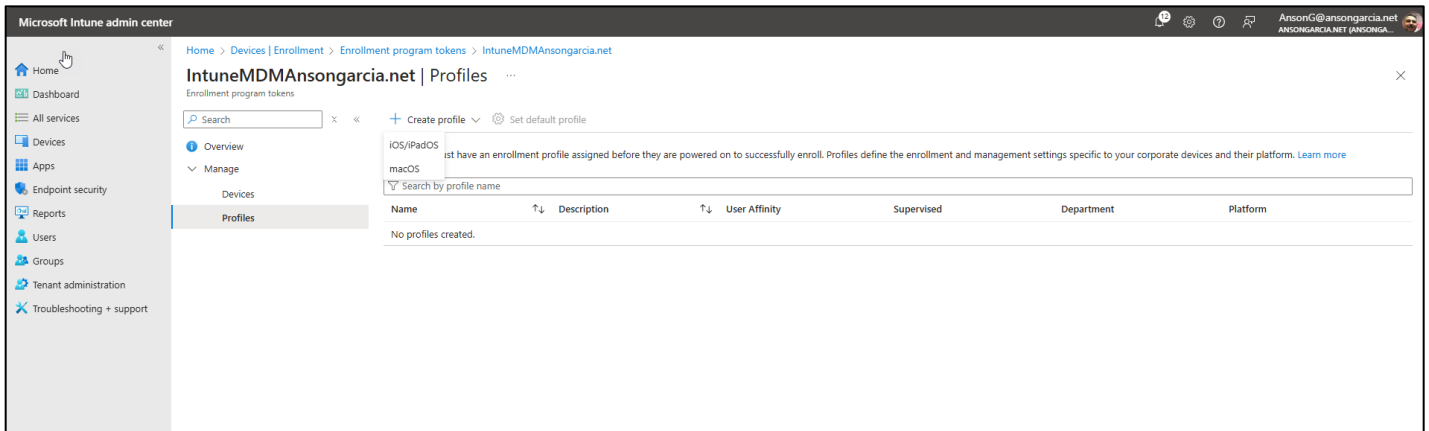 Microsoft Intune admin center
12
AnsonG@ansongarcia.net
ANSONGARCIA.NET (ANSONGA...
Home
Dashboard
All services
Devices
Apps
Endpoint security
Reports
Users
Groups
Tenant administration
Troubleshooting + support
Home > Devices | Enrollment > Enrollment program tokens > IntuneMDMAnsongarcia.net
IntuneMDMAnsongarcia.net | Profiles ...
Enrollment program tokens
Search
Overview
Manage
Devices
Profiles
Create profile
Set default profile
iOS/iPadOS
macOS
have an enrollment profile assigned before they are powered on to successfully enroll. Profiles define the enrollment and management settings specific to your corporate devices and their platform. Learn more
Search by profile name
Name Description User Affinity Supervised Department Platform
No profiles created.